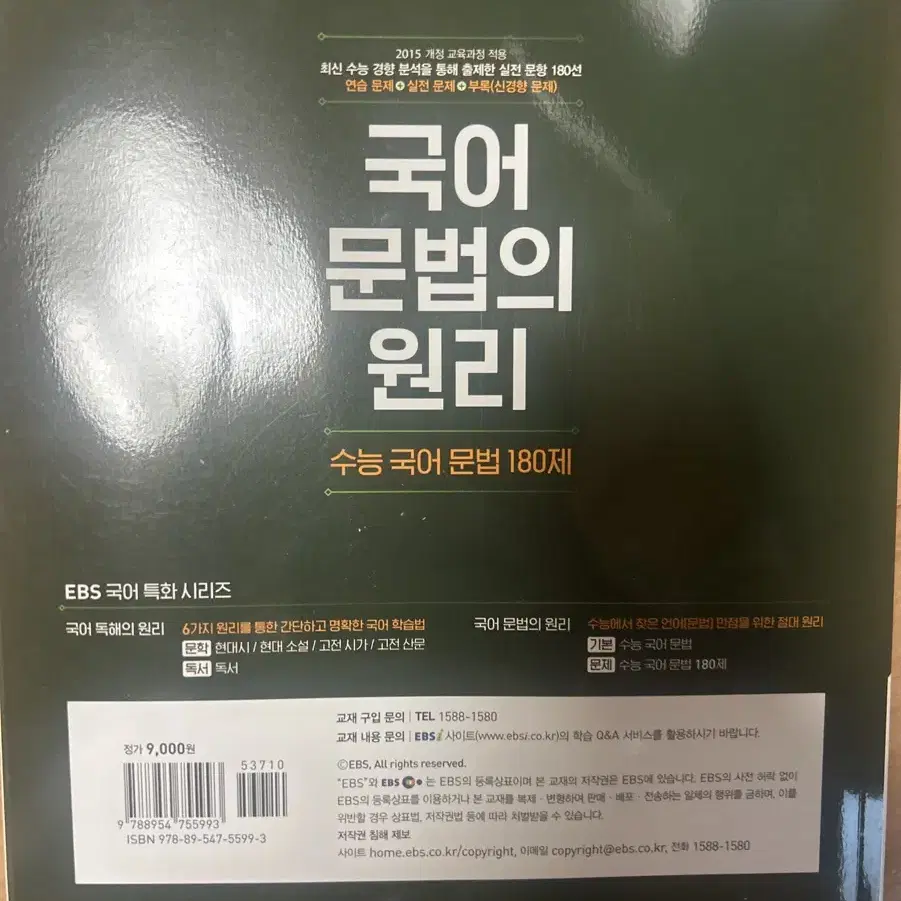 2015 개정 교육과정 적용
최신 수능 경향 분석을 통해 출제한 실전 문항 180선
연습 문제 + 실전 문제 + 부록(신경향 문제)
국어
문법의
원리
수능 국어 문법 180제
EBS 국어 특화 시리즈
국어 독해의 원리 6가지 원리를 통한 간단하고 명확한 국어 학습법
문학 현대시 / 현대 소설 / 고전 시가 / 고전 산문
독서 독서
국어 문법의 원리 수능에서 찾은 언어(문법) 만점을 위한 절대 원리
기본 수능 국어 문법
문제 수능 국어 문법 180제
정가 9,000원
53710
9 788954 755993
ISBN 978-89-547-5599-3
교재 구입 문의 | TEL 1588-1580
교재 내용 문의 | EBSi 사이트(www.ebsi.co.kr)의 학습 Q&A 서비스를 활용하시기 바랍니다.
©EBS, All rights reserved.
"EBS"와 EBS 는 EBS의 등록상표이며 본 교재의 저작권은 EBS에 있습니다. EBS의 사전 허락 없이
EBS의 등록상표를 이용하거나 본 교재를 복제·변형하여 판매·배포·전송하는 일체의 행위를 금하며, 이를
위반할 경우 상표법, 저작권법 등에 따라 처벌받을 수 있습니다.
저작권 침해 제보
사이트 home.ebs.co.kr/copyright, 이메일 copyright@ebs.co.kr, 전화 1588-1580